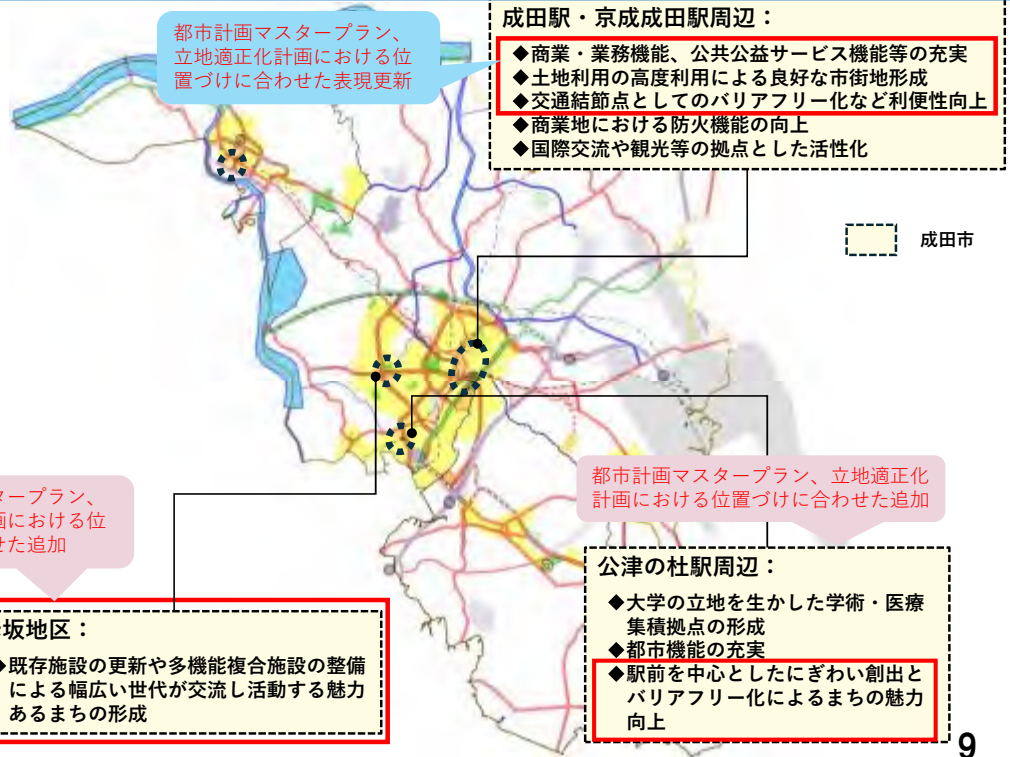 都市計画マスタープラン、
立地適正化計画における位
置づけに合わせた表現更新
成田駅・京成成田駅周辺：
◆商業・業務機能、公共公益サービス機能等の充実
◆土地利用の高度利用による良好な市街地形成
◆交通結節点としてのバリアフリー化など利便性向上
◆商業地における防火機能の向上
◆国際交流や観光等の拠点とした活性化
成田市
タープラン、
画における位
せた追加
坂地区：
◆既存施設の更新や多機能複合施設の整備
による幅広い世代が交流し活動する魅力
あるまちの形成
都市計画マスタープラン、立地適正化
計画における位置づけに合わせた追加
公津の杜駅周辺：
◆大学の立地を生かした学術・医療
集積拠点の形成
◆都市機能の充実
◆駅前を中心としたにぎわい創出と
バリアフリー化によるまちの魅力
向上
9